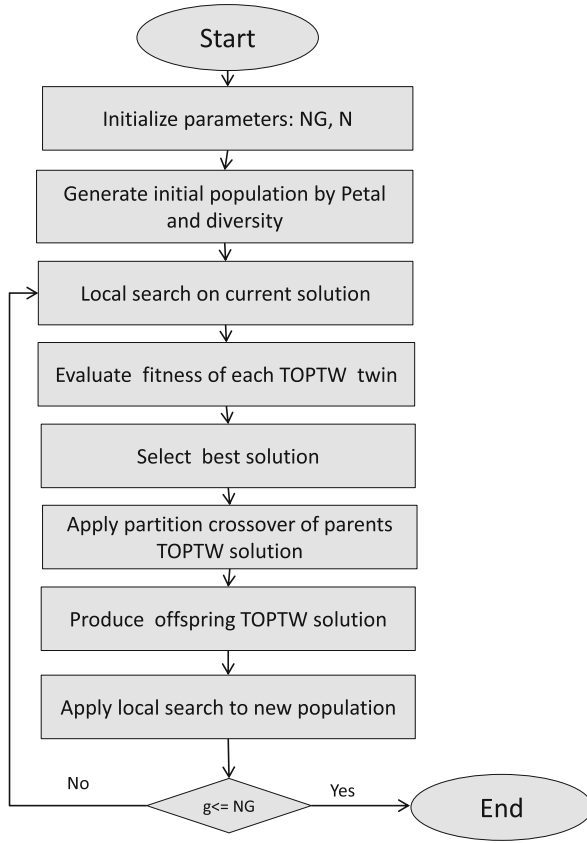 Start
Initialize parameters: NG, N
Generate initial population by Petal
and diversity
Local search on current solution
Evaluate fitness of each TOPTW twin
Select best solution
Apply partition crossover of parents
TOPTW solution
Produce offspring TOPTW solution
Apply local search to new population
No
g<= NG
Yes
End